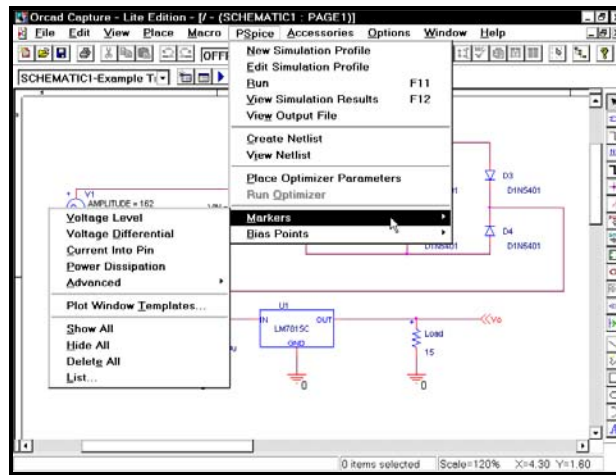 Orcad Capture - Lite Edition - [/ - (SCHEMATIC1 : PAGE1)]
File Edit View Place Macro PSpice Accessories Options Window Help
SCHEMATIC1-Example
New Simulation Profile
Edit Simulation Profile
Run F11
View Simulation Results F12
View Output File
Create Netlist
View Netlist
Place Optimizer Parameters
Run Optimizer
Markers
Bias Points
D3
D1N5401
V1
AMPLITUDE = 162
D4
D1N5401
D1N5401
Voltage Level
Voltage Differential
Current Into Pin
Power Dissipation
Advanced
Plot Window Templates...
Show All
Hide All
Delete All
List...
U1
IN OUT
LM7815C
GND
Vo
Load
15
0
0
0 items selected Scale=120% X=4.30 Y=1.60